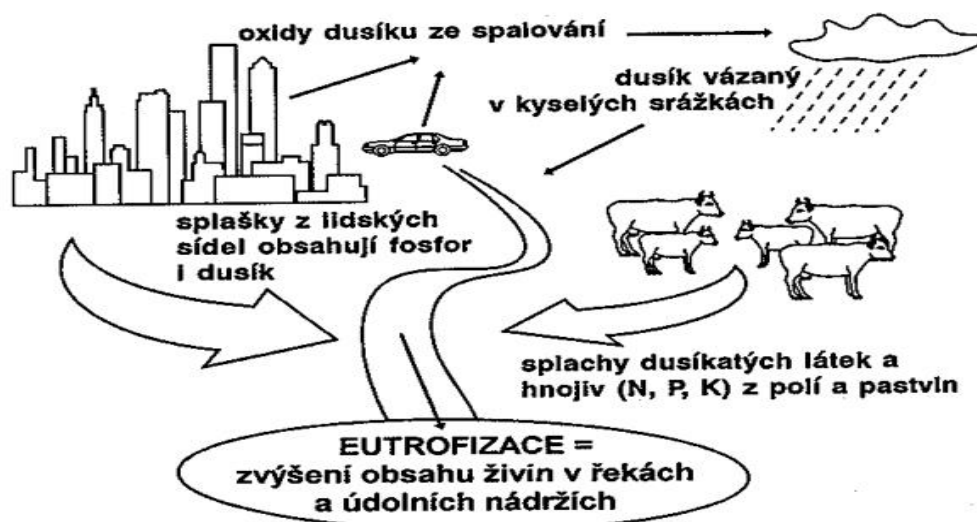 oxidy dusíku ze spalování
dusík vázaný
v kyselých srážkách
splašky z lidských
sídel obsahují fosfor
i dusík
splachy dusíkatých látek a
hnojiv (N, P, K) z polí a pastvin
EUTROFIZACE =
zvýšení obsahu živin v řekách
a údolních nádržích